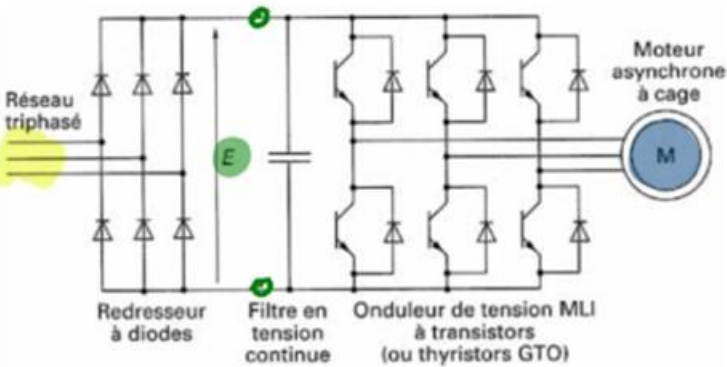 Réseau
triphasé
E
Moteur
asynchrone
à cage
M
Redresseur
à diodes
Filtre en
tension
continue
Onduleur de tension MLI
à transistors
(ou thyristors GTO)